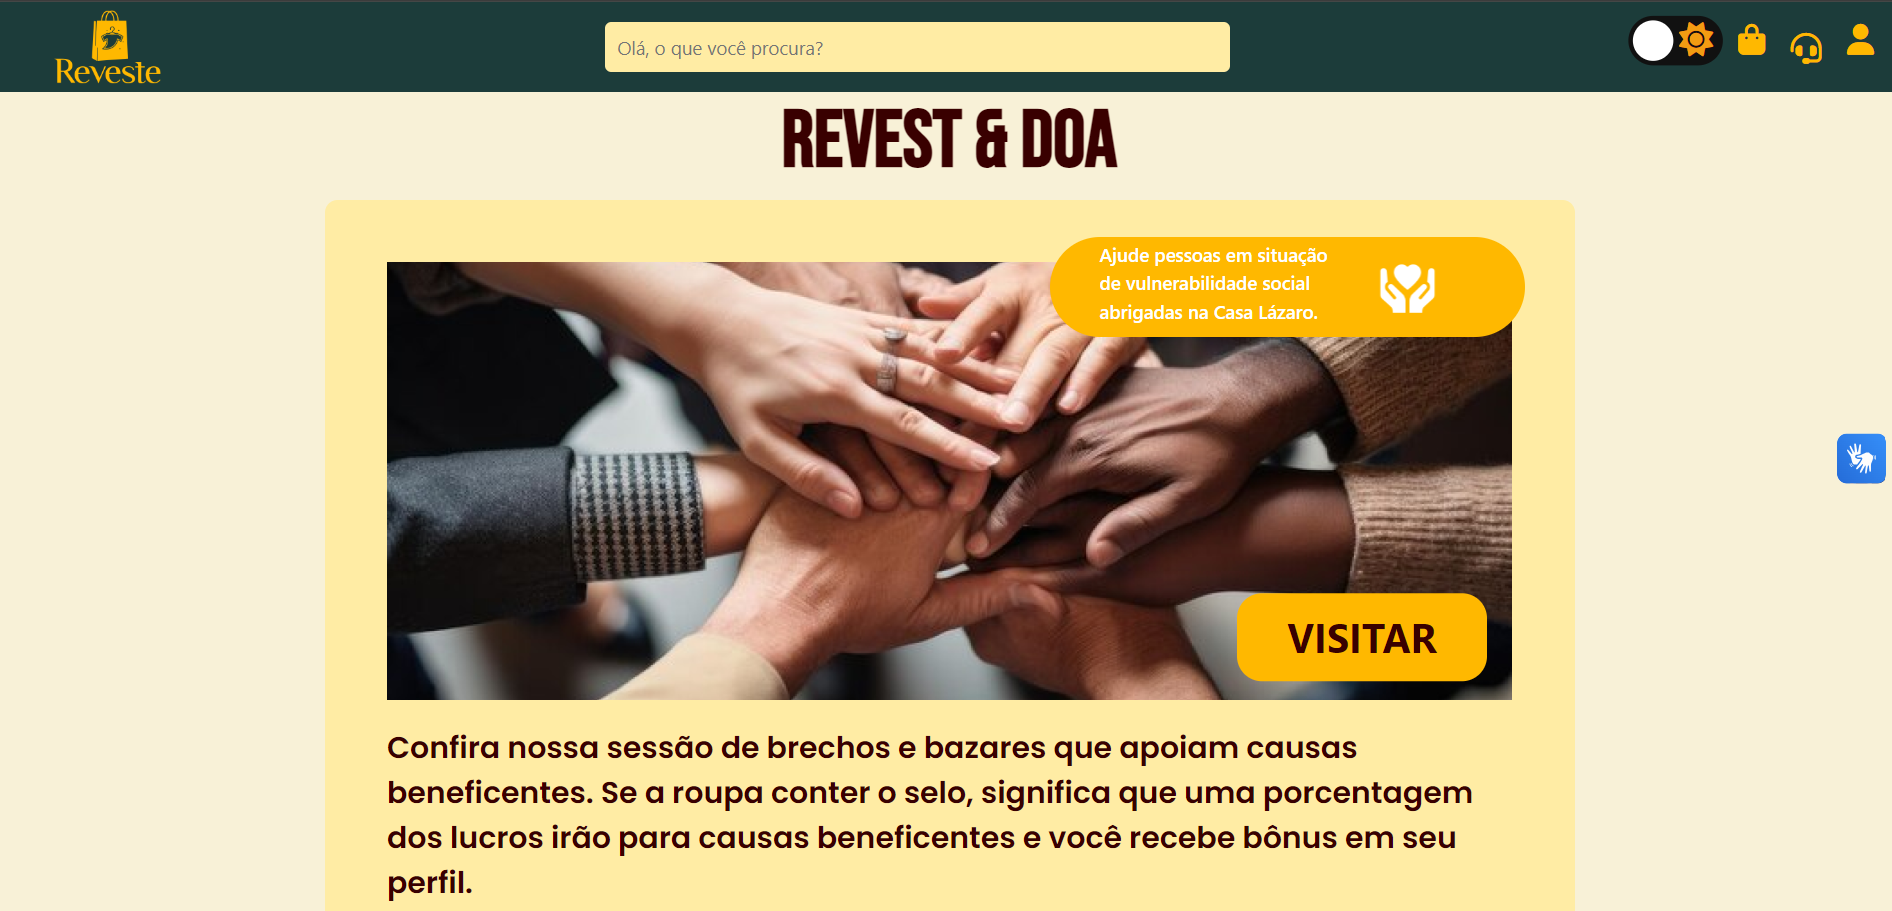 Reveste
Olá, o que você procura?
REVEST & DOA
Ajude pessoas em situação
de vulnerabilidade social
abrigadas na Casa Lázaro.
VISITAR
Confira nossa sessão de brechos e bazares que apoiam causas
beneficentes. Se a roupa conter o selo, significa que uma porcentagem
dos lucros irão para causas beneficentes e você recebe bônus em seu
perfil.